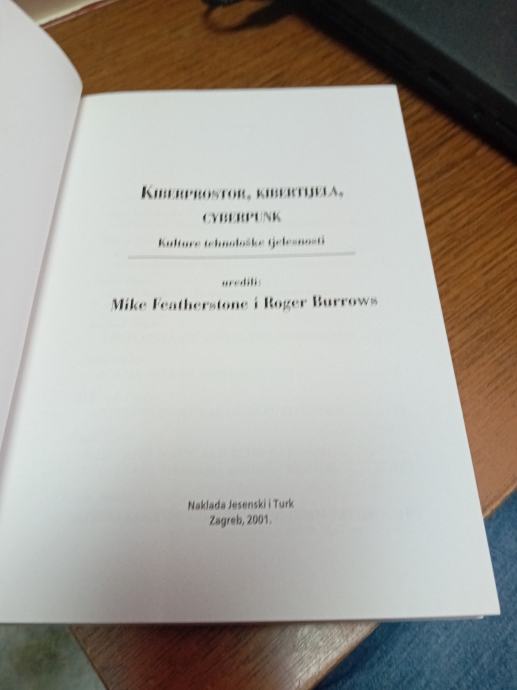 KIBERPROSTOR, KIBERTIJELA,
CYBERPUNK
Kulture tehnološke tjelesnosti
uredili:
Mike Featherstone i Roger Burrows
Naklada Jesenski i Turk
Zagreb, 2001.